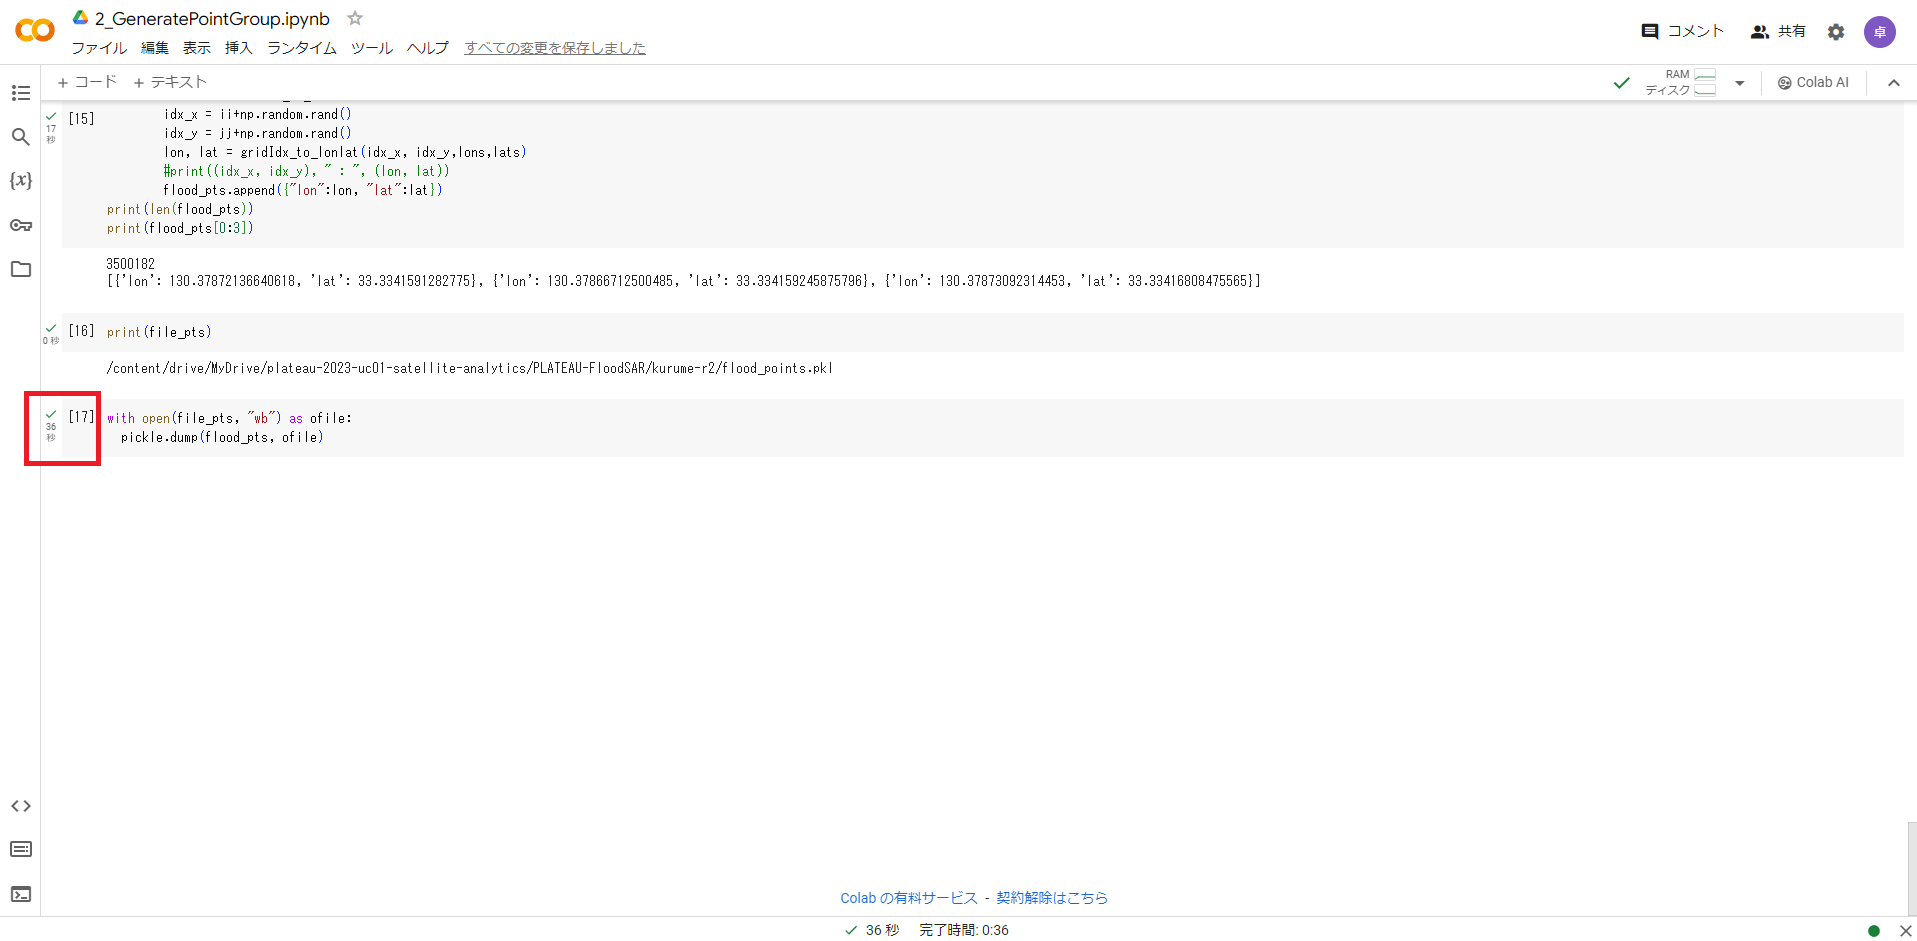 2_GeneratePointGroup.ipynb
ファイル 編集 表示 挿入 ランタイム ツール ヘルプ すべての変更を保存しました
コメント 共有 卓
+ コード + テキスト
RAM
ディスク
Colab AI
[15]
17
秒
idx_x = ii+np.random.rand()
idx_y = jj+np.random.rand()
lon, lat = gridIdx_to_lonlat(idx_x, idx_y,lons,lats)
#print((idx_x, idx_y), " : ", (lon, lat))
flood_pts.append({"lon":lon, "lat":lat})
print(len(flood_pts))
print(flood_pts[0:3])
3500182
[{'lon': 130.37872136640618, 'lat': 33.3341591282775}, {'lon': 130.37866712500485, 'lat': 33.334159245875796}, {'lon': 130.37873092314453, 'lat': 33.33416808475565}]
[16] print(file_pts)
0 秒
/content/drive/MyDrive/plateau-2023-uc01-satellite-analytics/PLATEAU-FloodSAR/kurume-r2/flood_points.pkl
[17] with open(file_pts, "wb") as ofile:
36
秒
pickle.dump(flood_pts, ofile)
Colab の有料サービス - 契約解除はこちら
36 秒 完了時間: 0:36